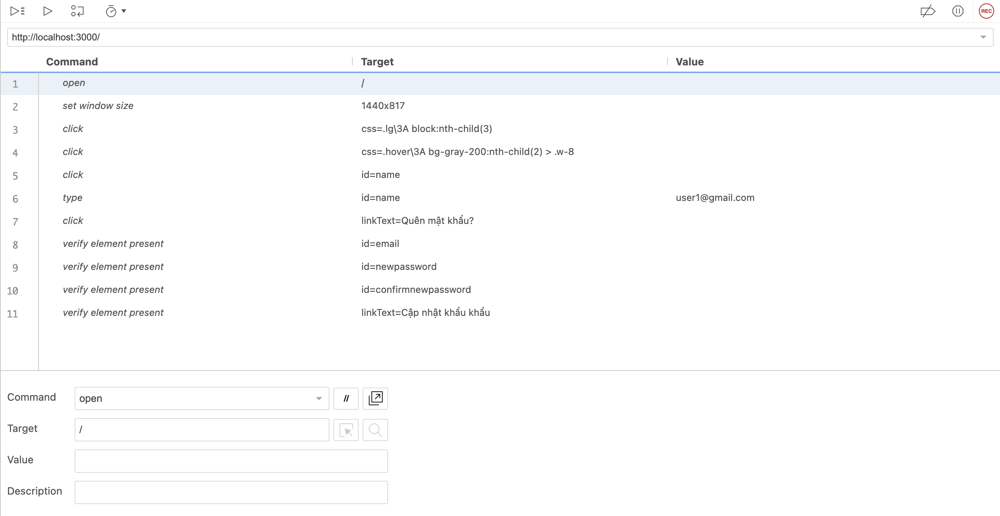 REC
http://localhost:3000/
Command Target Value
1 open /
2 set window size 1440x817
3 click css=.lg\3A block:nth-child(3)
4 click css=.hover\3A bg-gray-200:nth-child(2) > .w-8
5 click id=name
6 type id=name user1@gmail.com
7 click linkText=Quên mật khẩu?
8 verify element present id=email
9 verify element present id=newpassword
10 verify element present id=confirmnewpassword
11 verify element present linkText=Cập nhật khẩu khẩu
Command open //
Target /
Value
Description